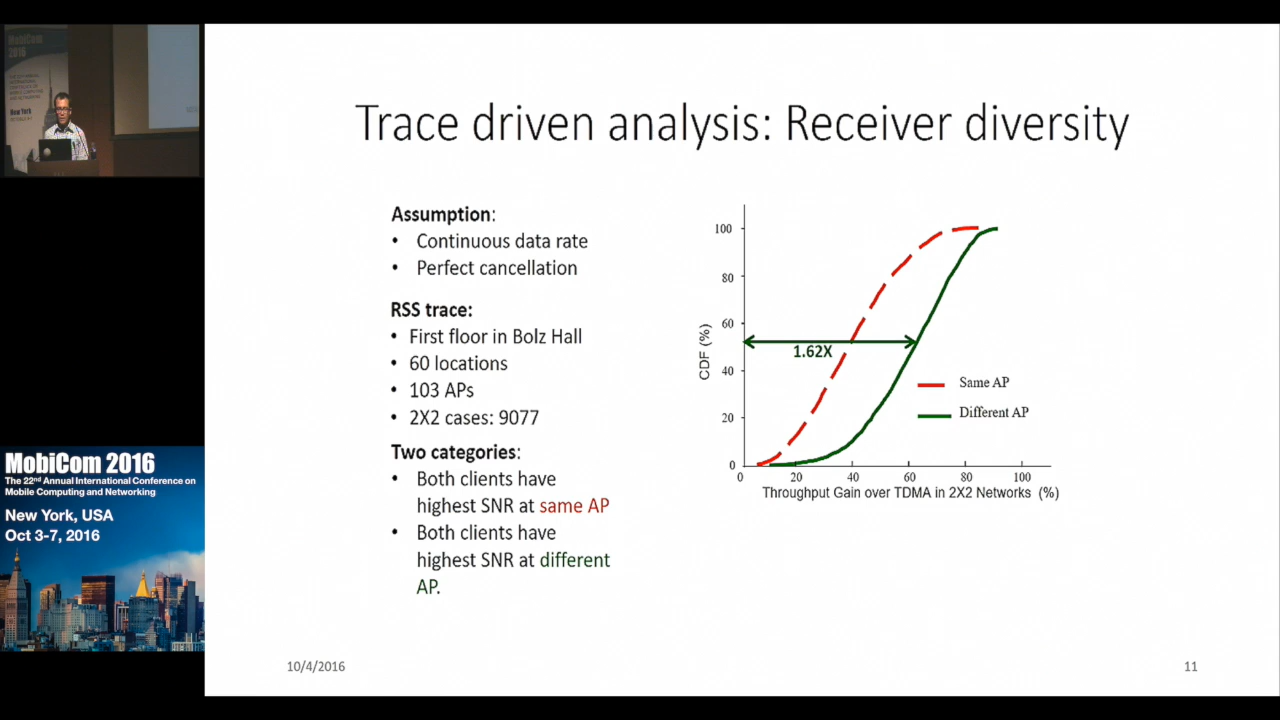 MobiCom
2016
New York
Trace driven analysis: Receiver diversity
Assumption:
• Continuous data rate
• Perfect cancellation
RSS trace:
• First floor in Bolz Hall
• 60 locations
• 103 APs
• 2X2 cases: 9077
Two categories:
• Both clients have
highest SNR at same AP
• Both clients have
highest SNR at different
AP.
CDF (%)
100
80
60
40
20
0
1.62X
Same AP
Different AP
0 20 40 60 80 100
Throughput Gain over TDMA in 2X2 Networks (%)
MobiCom 2016
The 22nd Annual International Conference on
Mobile Computing and Networking
New York, USA
Oct 3-7, 2016
10/4/2016
11